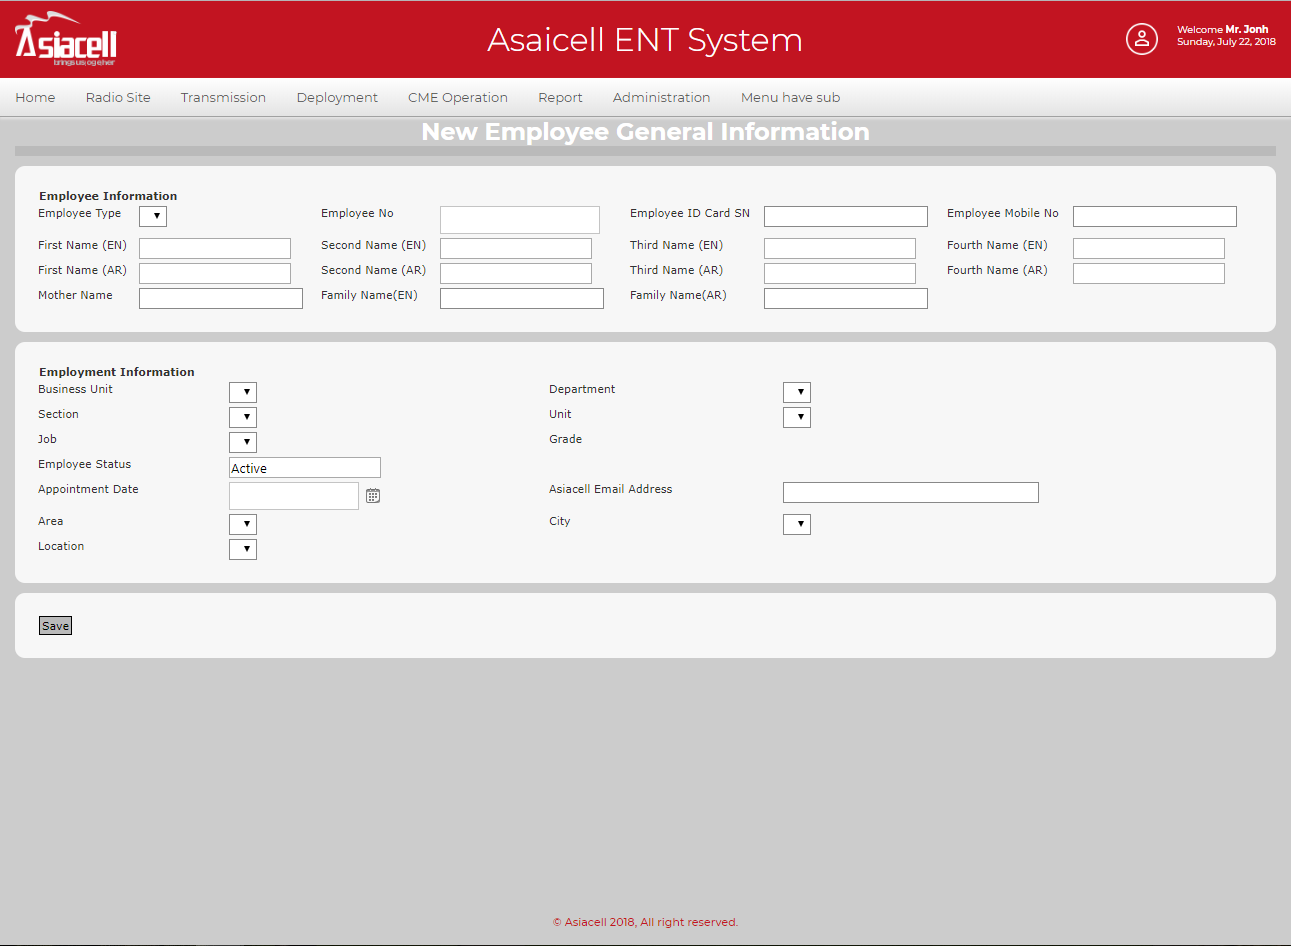 Asiacell
Asaicell ENT System
Welcome Mr. Jonh
Sunday, July 22, 2018
Home Radio Site Transmission Deployment CME Operation Report Administration Menu have sub
New Employee General Information
Employee Information
Employee Type Employee No Employee ID Card SN Employee Mobile No
First Name (EN) Second Name (EN) Third Name (EN) Fourth Name (EN)
First Name (AR) Second Name (AR) Third Name (AR) Fourth Name (AR)
Mother Name Family Name(EN) Family Name(AR)
Employment Information
Business Unit Department
Section Unit
Job Grade
Employee Status Active
Appointment Date Asiacell Email Address
Area City
Location
Save
© Asiacell 2018, All right reserved.